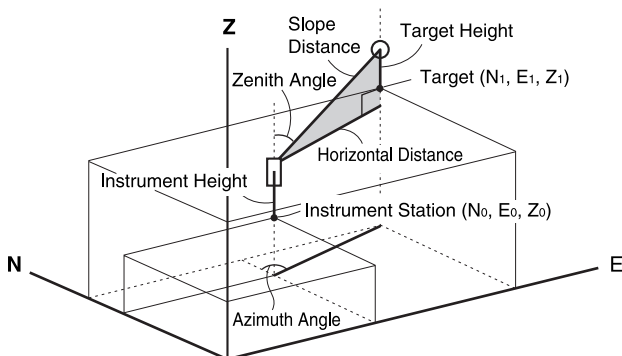 Slope
Distance
Target Height
Z
Zenith Angle
Target (N1, E1, Z1)
Horizontal Distance
Instrument Height
Instrument Station (N0, E0, Z0)
N
E
Azimuth Angle